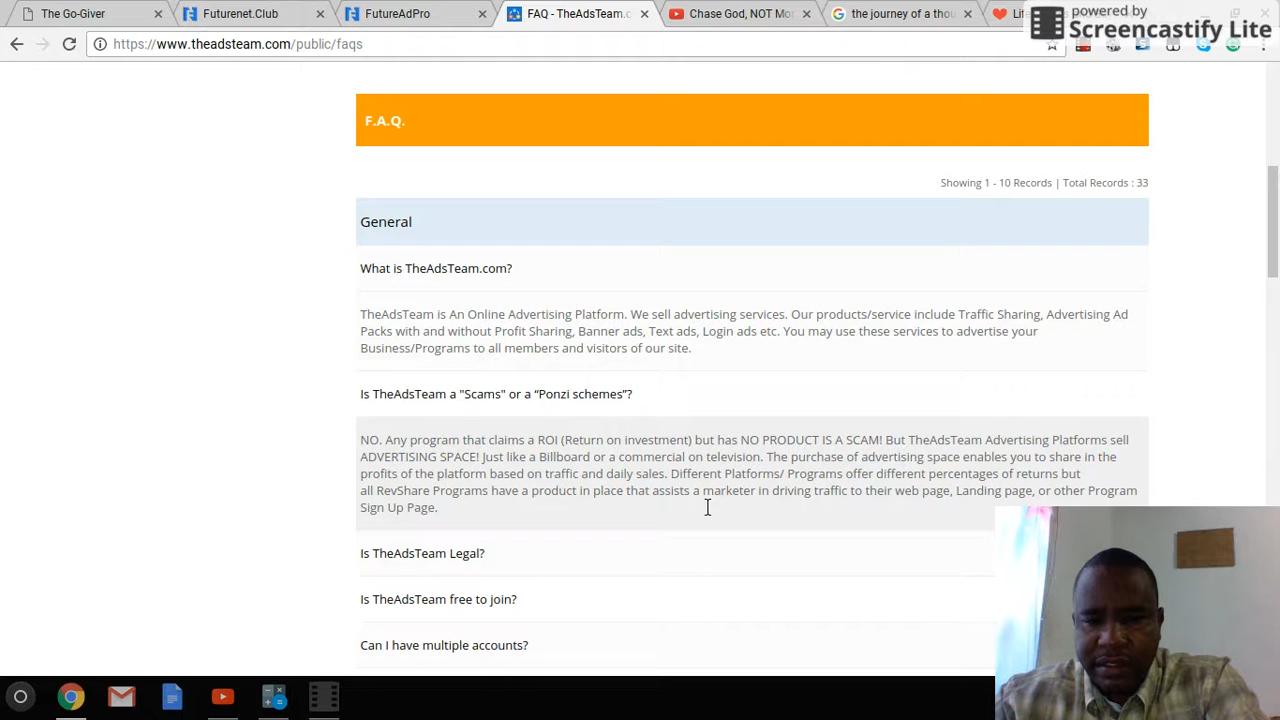 The Go-Giver
Futurenet.Club
FutureAdPro
FAQ - TheAdsTeam.c
Chase God, NOT Mo
the journey of a thou
Life
powered by
Screencastify Lite
https://www.theadsteam.com/public/faqs
F.A.Q.
Showing 1 - 10 Records | Total Records : 33
General
What is TheAdsTeam.com?
TheAdsTeam is An Online Advertising Platform. We sell advertising services. Our products/service include Traffic Sharing, Advertising Ad
Packs with and without Profit Sharing, Banner ads, Text ads, Login ads etc. You may use these services to advertise your
Business/Programs to all members and visitors of our site.
Is TheAdsTeam a "Scams" or a “Ponzi schemes”?
NO. Any program that claims a ROI (Return on investment) but has NO PRODUCT IS A SCAM! But TheAdsTeam Advertising Platforms sell
ADVERTISING SPACE! Just like a Billboard or a commercial on television. The purchase of advertising space enables you to share in the
profits of the platform based on traffic and daily sales. Different Platforms/ Programs offer different percentages of returns but
all RevShare Programs have a product in place that assists a marketer in driving traffic to their web page, Landing page, or other Program
Sign Up Page.
Is TheAdsTeam Legal?
Is TheAdsTeam free to join?
Can I have multiple accounts?